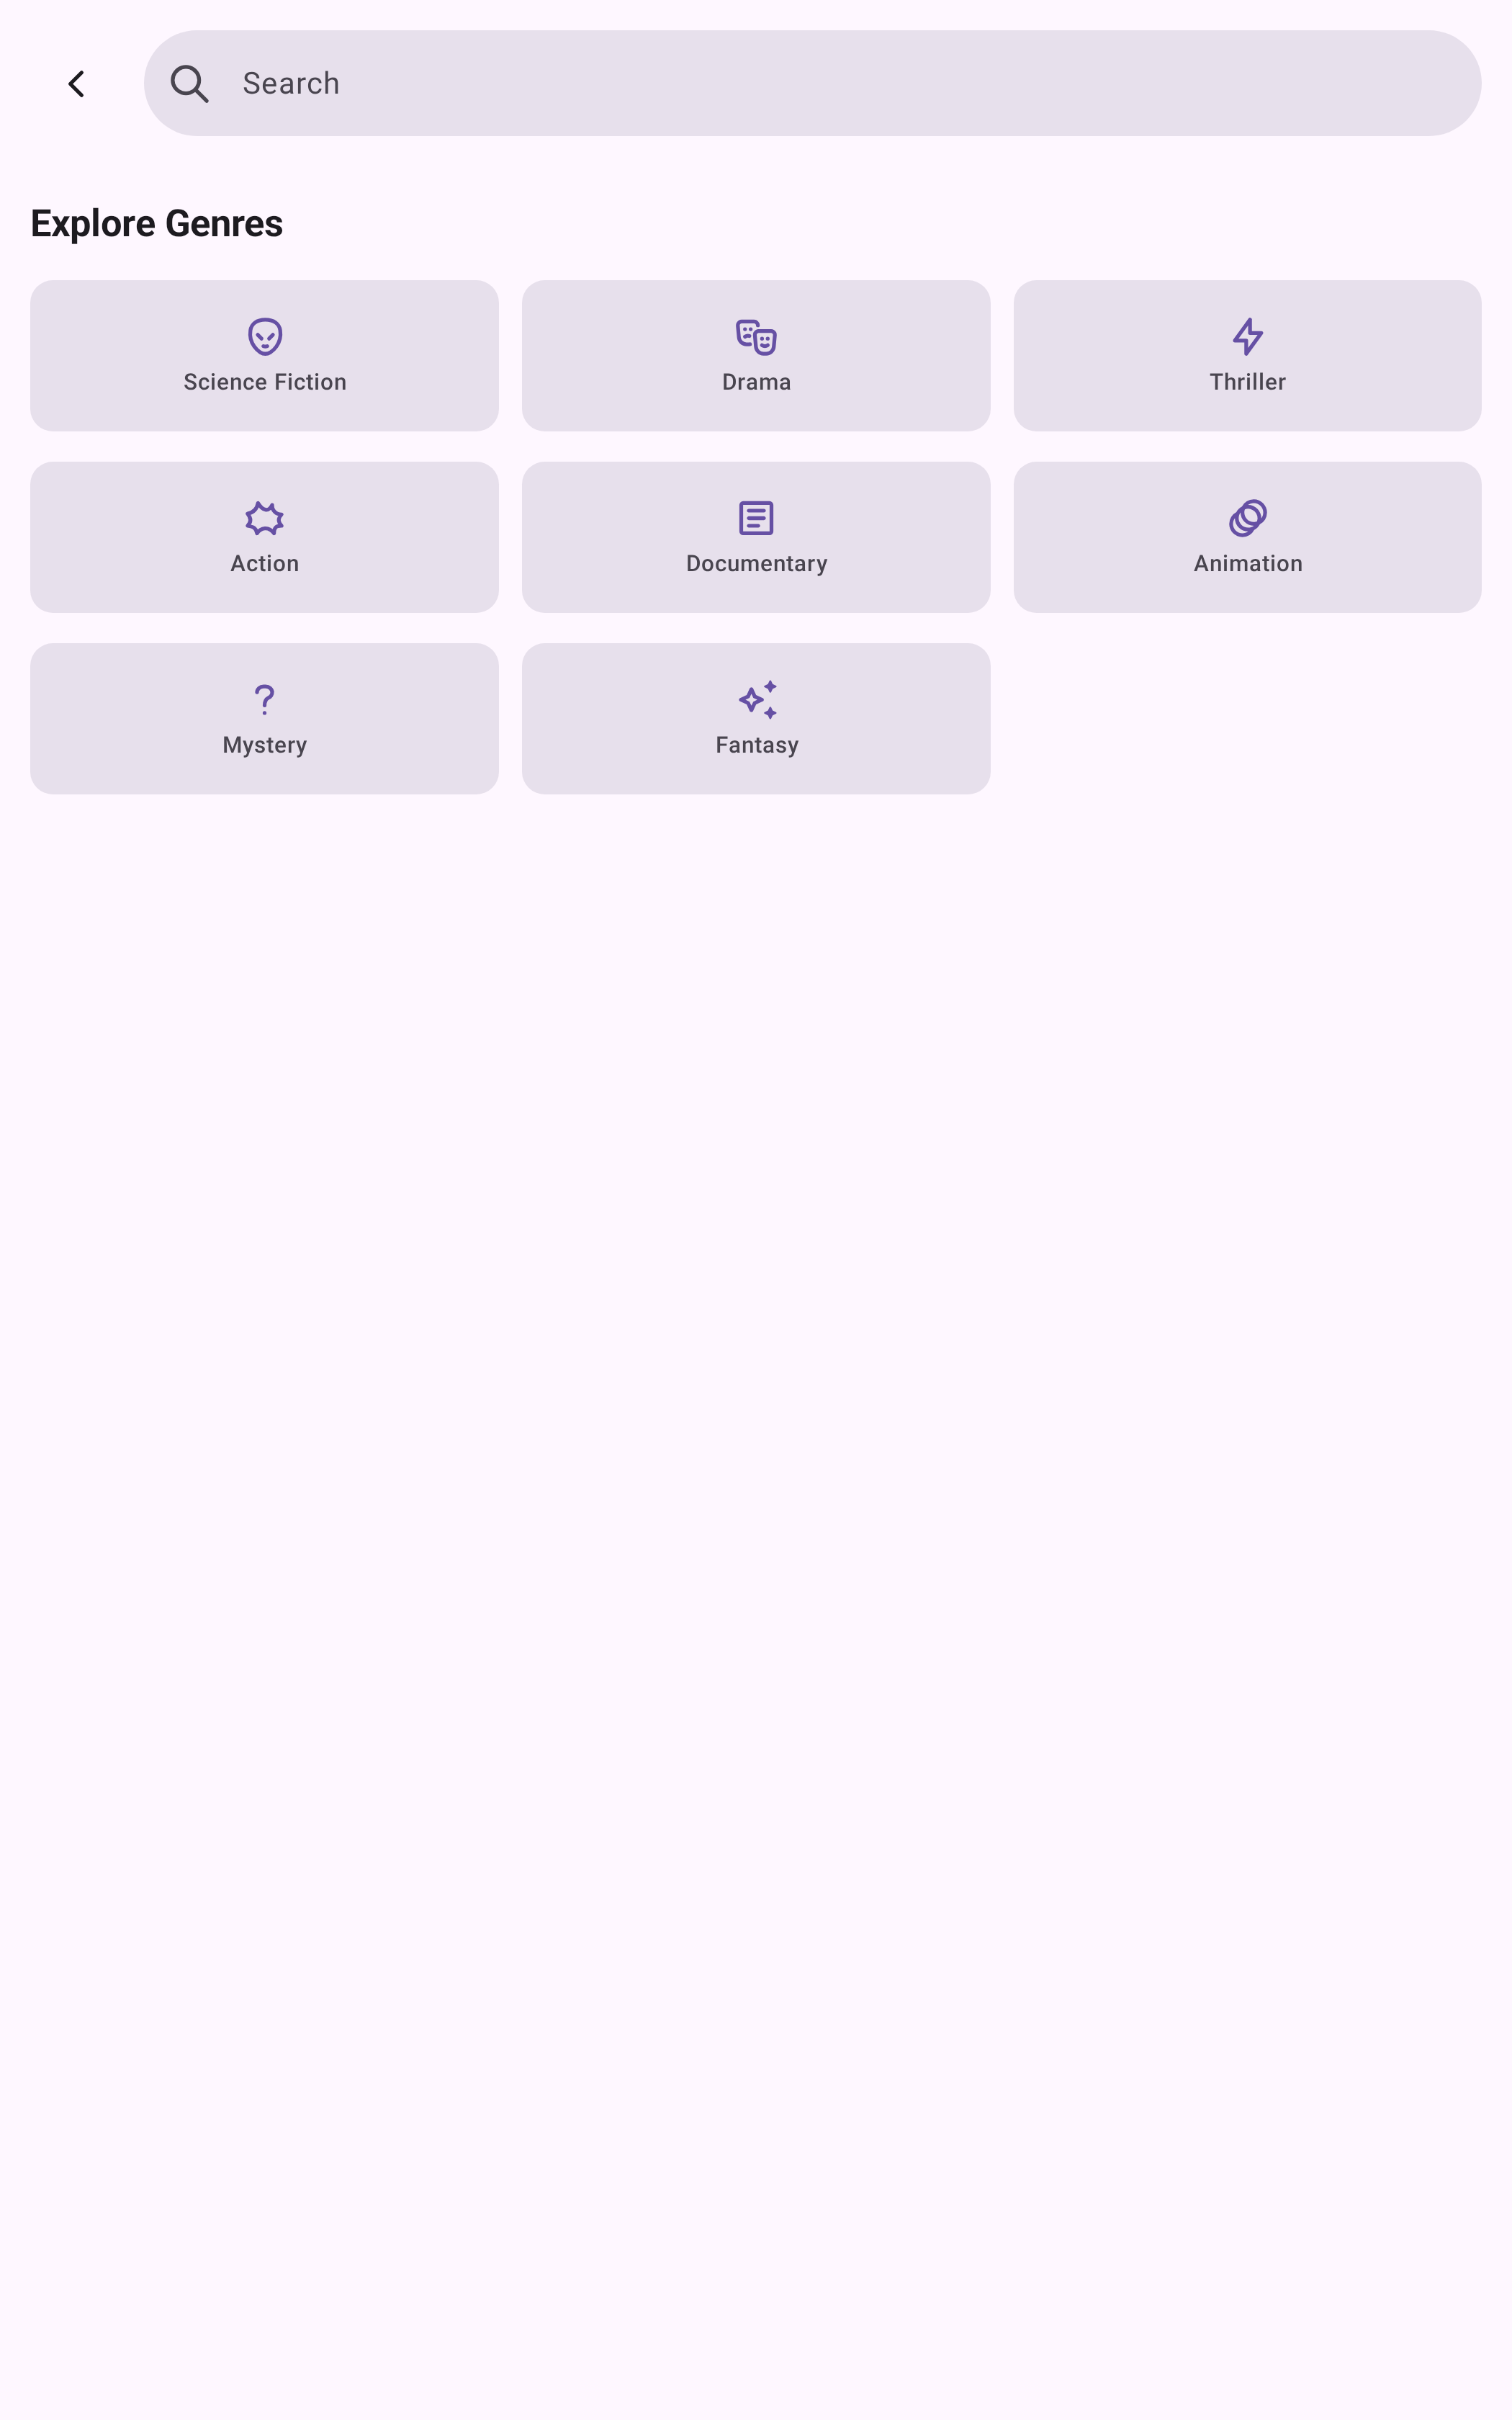 Search
Explore Genres
Science Fiction
Drama
Thriller
Action
Documentary
Animation
Mystery
Fantasy